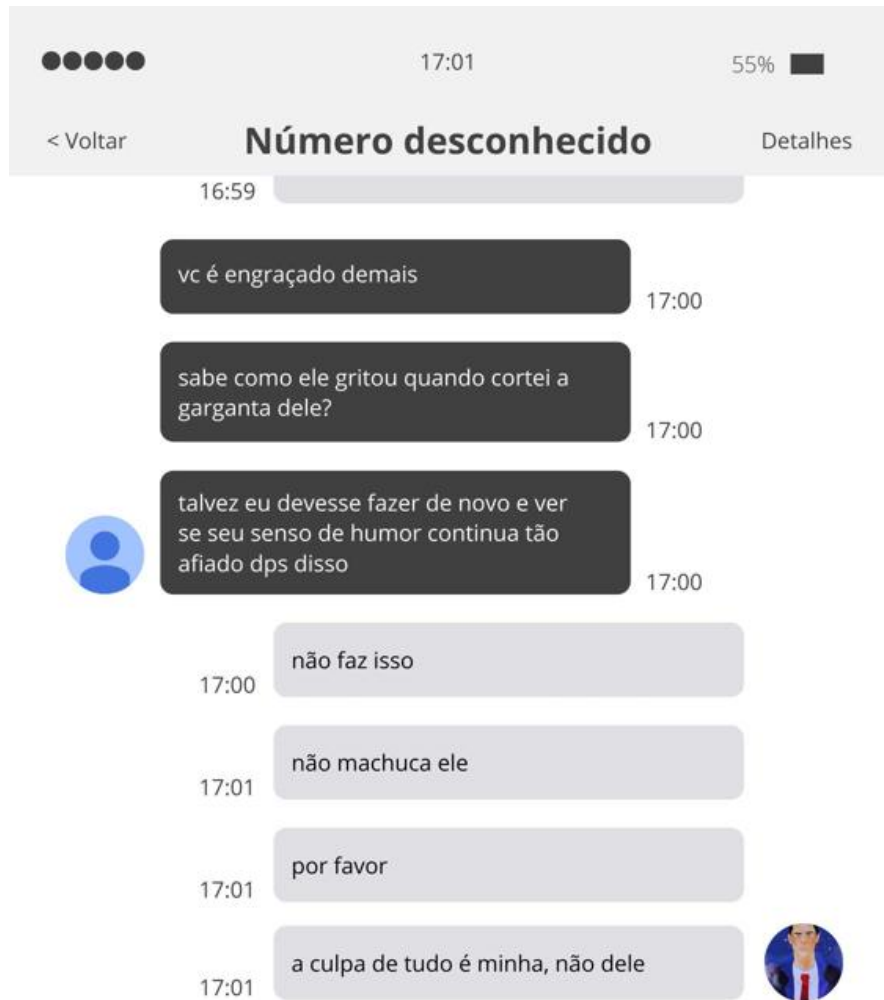 17:01
55%
< Voltar
Número desconhecido
Detalhes
16:59
vc é engraçado demais
17:00
sabe como ele gritou quando cortei a
garganta dele?
17:00
talvez eu devesse fazer de novo e ver
se seu senso de humor continua tão
afiado dps disso
17:00
não faz isso
17:00
não machuca ele
17:01
por favor
17:01
a culpa de tudo é minha, não dele
17:01